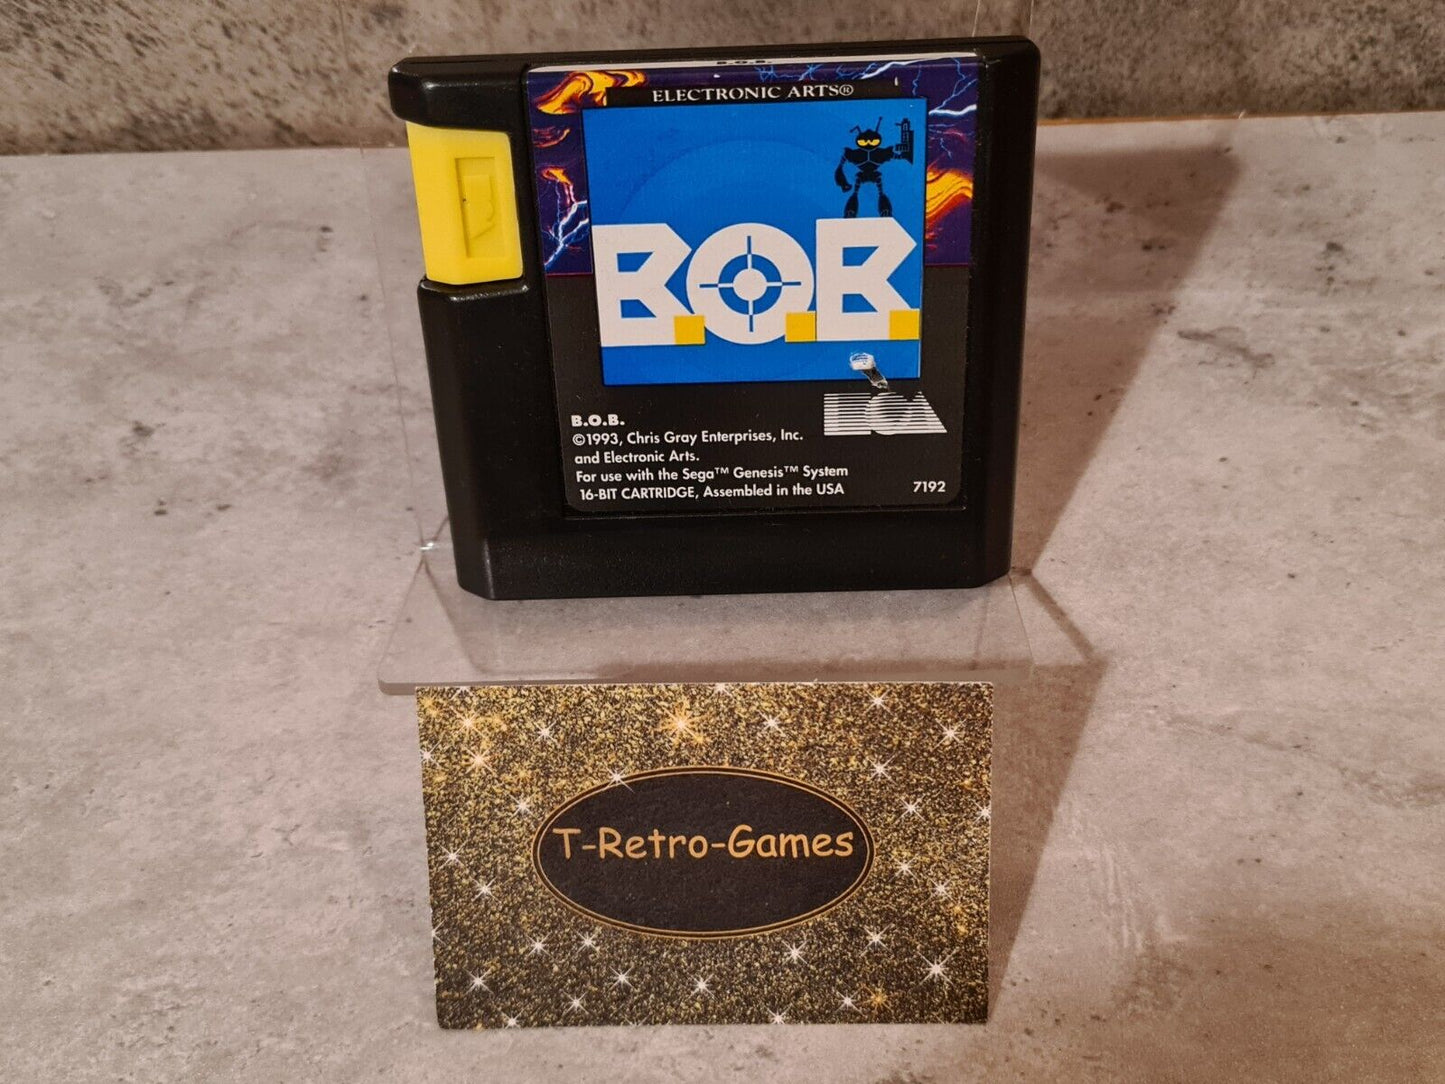 B.O.B.
ELECTRONIC ARTS®
B.O.B.
EA
B.O.B.
©1993, Chris Gray Enterprises, Inc.
and Electronic Arts.
For use with the Sega™ Genesis™ System
16-BIT CARTRIDGE, Assembled in the USA
7192
T-Retro-Games